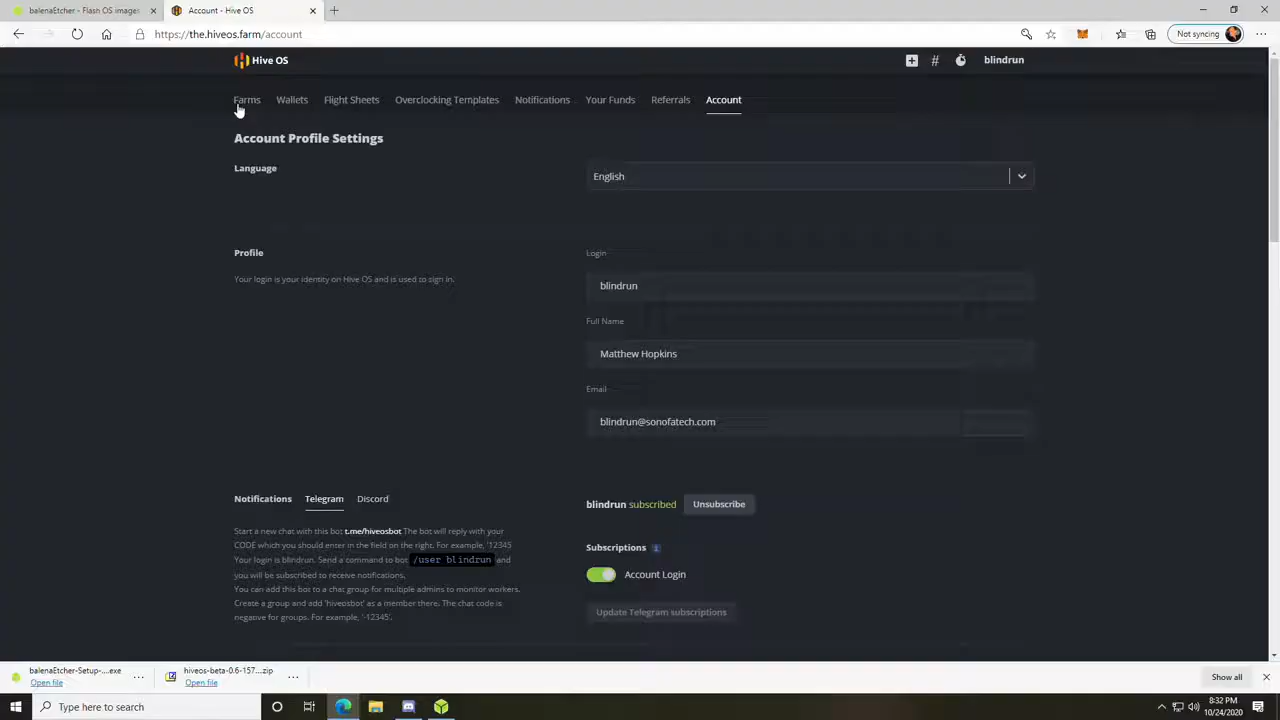 balenaEtcher - Flash OS images
Account - Hive OS
https://the.hiveos.farm/account
Not syncing
Hive OS
blindrun
Farms Wallets Flight Sheets Overclocking Templates Notifications Your Funds Referrals Account
Account Profile Settings
Language
English
Profile
Your login is your identity on Hive OS and is used to sign in.
Login
blindrun
Full Name
Matthew Hopkins
Email
blindrun@sonofatech.com
Notifications Telegram Discord
Start a new chat with this bot t.me/hiveosbot The bot will reply with your
CODE which you should enter in the field on the right. For example, '12345
Your login is blindrun. Send a command to bot /user blindrun and
you will be subscribed to receive notifications.
You can add this bot to a chat group for multiple admins to monitor workers.
Create a group and add 'hiveosbot' as a member there. The chat code is
negative for groups. For example, '-12345'.
blindrun subscribed Unsubscribe
Subscriptions i
Account Login
Update Telegram subscriptions
balenaEtcher-Setup-....exe
Open file
hiveos-beta-0.6-157....zip
Open file
Show all
Type here to search
8:32 PM
10/24/2020